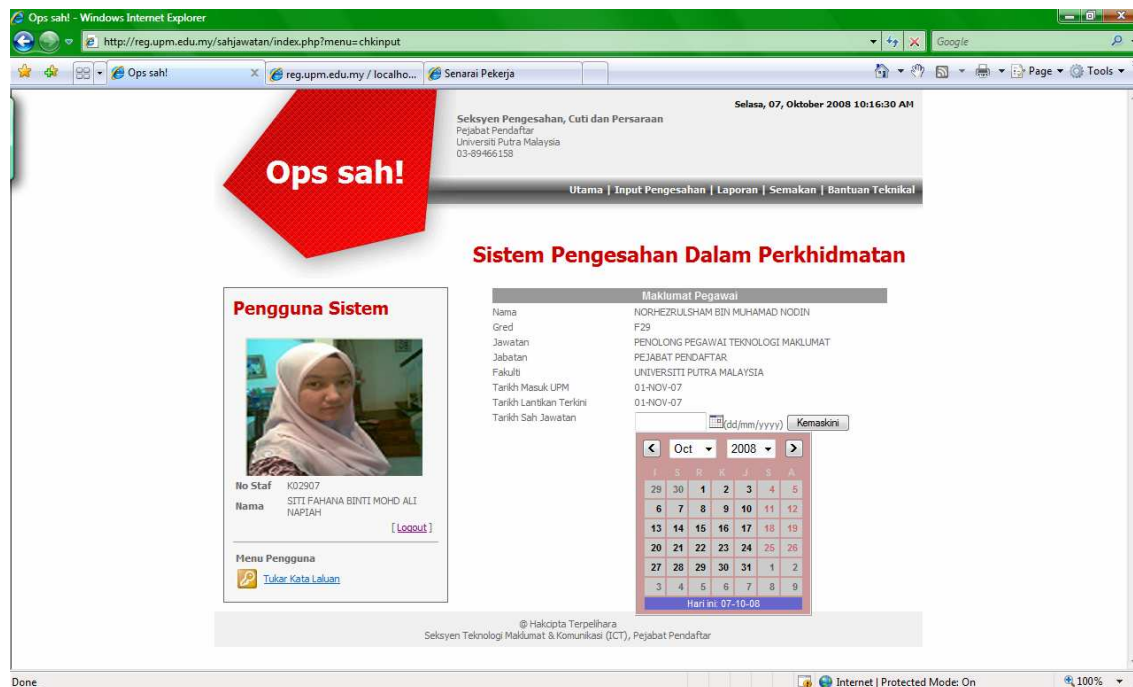 Ops sah! - Windows Internet Explorer
http://reg.upm.edu.my/sahjawatan/index.php?menu=chkinput
Google
Ops sah!
reg.upm.edu.my / localho...
Senarai Pekerja
Page
Tools
Selasa, 07, Oktober 2008 10:16:30 AM
Seksyen Pengesahan, Cuti dan Persaraan
Pejabat Pendaftar
Universiti Putra Malaysia
03-89466158
Ops sah!
Utama | Input Pengesahan | Laporan | Semakan | Bantuan Teknikal
Sistem Pengesahan Dalam Perkhidmatan
Pengguna Sistem
No Staf K02907
Nama SITI FAHANA BINTI MOHD ALI
NAPIAH
[ Logout ]
Menu Pengguna
Tukar Kata Laluan
Maklumat Pegawai
Nama NORHEZRULSHAM BIN MUHAMAD NODIN
Gred F29
Jawatan PENOLONG PEGAWAI TEKNOLOGI MAKLUMAT
Jabatan PEJABAT PENDAFTAR
Fakulti UNIVERSITI PUTRA MALAYSIA
Tarikh Masuk UPM 01-NOV-07
Tarikh Lantikan Terkini 01-NOV-07
Tarikh Sah Jawatan (dd/mm/yyyy) Kemaskini
< Oct 2008 >
I S R K J S A
29 30 1 2 3 4 5
6 7 8 9 10 11 12
13 14 15 16 17 18 19
20 21 22 23 24 25 26
27 28 29 30 31 1 2
3 4 5 6 7 8 9
Hari ini: 07-10-08
@ Hakcipta Terpelihara
Seksyen Teknologi Maklumat & Komunikasi (ICT), Pejabat Pendaftar
Done
Internet | Protected Mode: On
100%